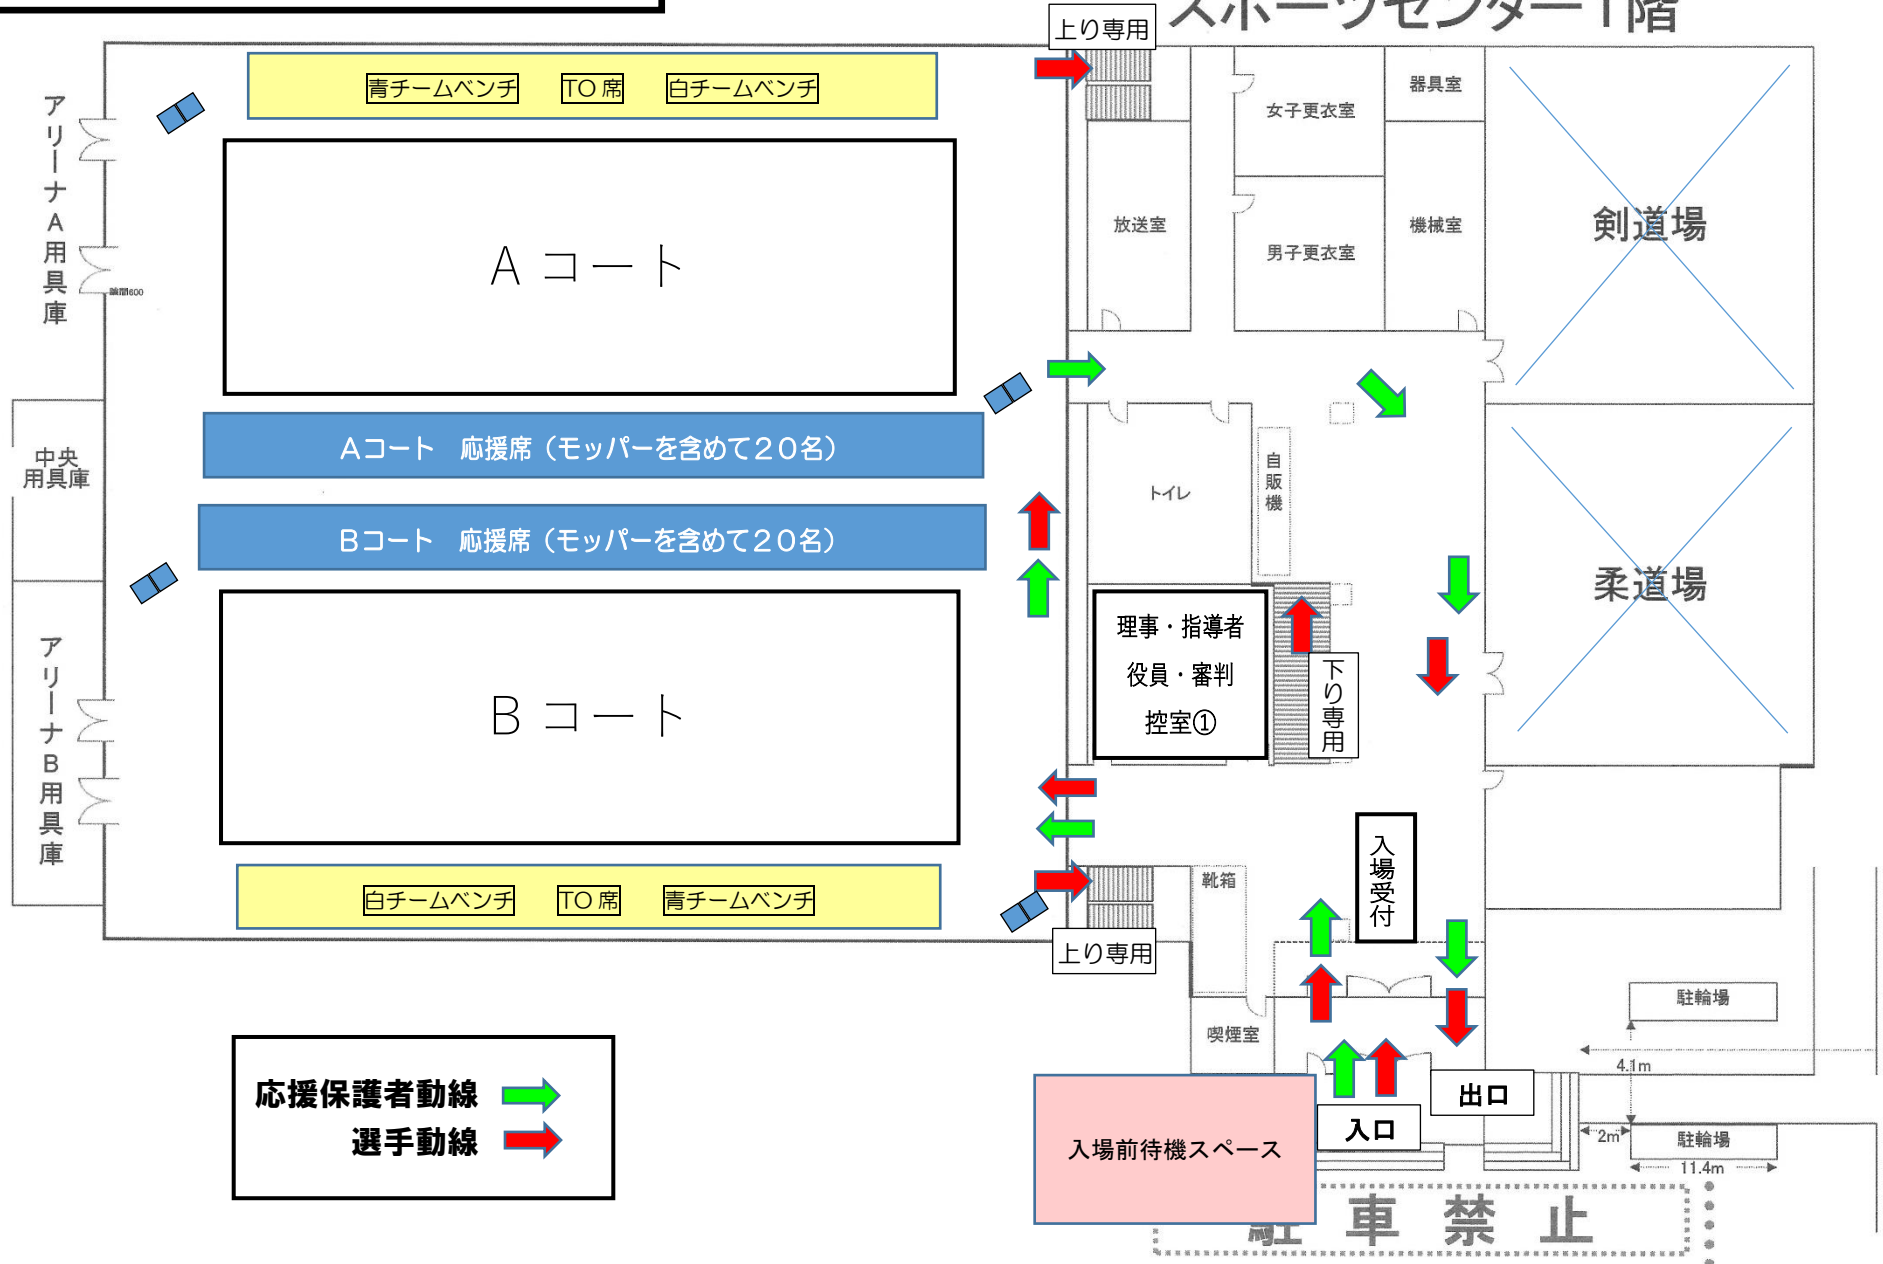 スポーツセンター1階
上り専用
青チームベンチ TO席 白チームベンチ
アリーナA用具庫
Aコート
放送室
女子更衣室
男子更衣室
器具室
機械室
剣道場
Aコート 応援席（モッパーを含めて20名）
Bコート 応援席（モッパーを含めて20名）
中央
用具庫
トイレ
自販機
柔道場
アリーナB用具庫
Bコート
理事・指導者
役員・審判
控室①
下り専用
入場受付
白チームベンチ TO席 青チームベンチ
上り専用
靴箱
喫煙室
駐輪場
4.1m
2m
駐輪場
11.4m
出口
入口
入場前待機スペース
駐車禁止
応援保護者動線
選手動線